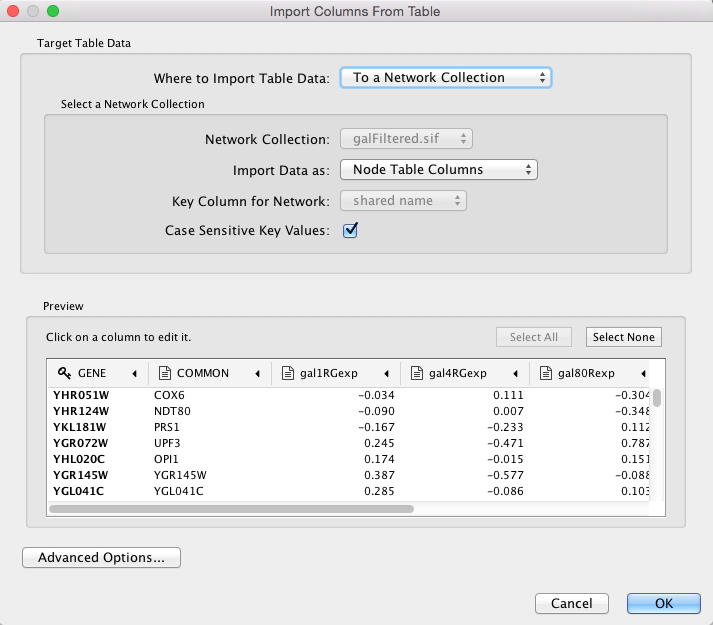 Import Columns From Table
Target Table Data
Where to Import Table Data: To a Network Collection
Select a Network Collection
Network Collection: galFiltered.sif
Import Data as: Node Table Columns
Key Column for Network: shared name
Case Sensitive Key Values:
Preview
Click on a column to edit it. Select All Select None
GENE COMMON gal1RGexp gal4RGexp gal80Rexp
YHR051W COX6 -0.034 0.111 -0.304
YHR124W NDT80 -0.090 0.007 -0.348
YKL181W PRS1 -0.167 -0.233 0.112
YGR072W UPF3 0.245 -0.471 0.787
YHL020C OPI1 0.174 -0.015 0.151
YGR145W YGR145W 0.387 -0.577 -0.088
YGL041C YGL041C 0.285 -0.086 0.103
Advanced Options...
Cancel OK